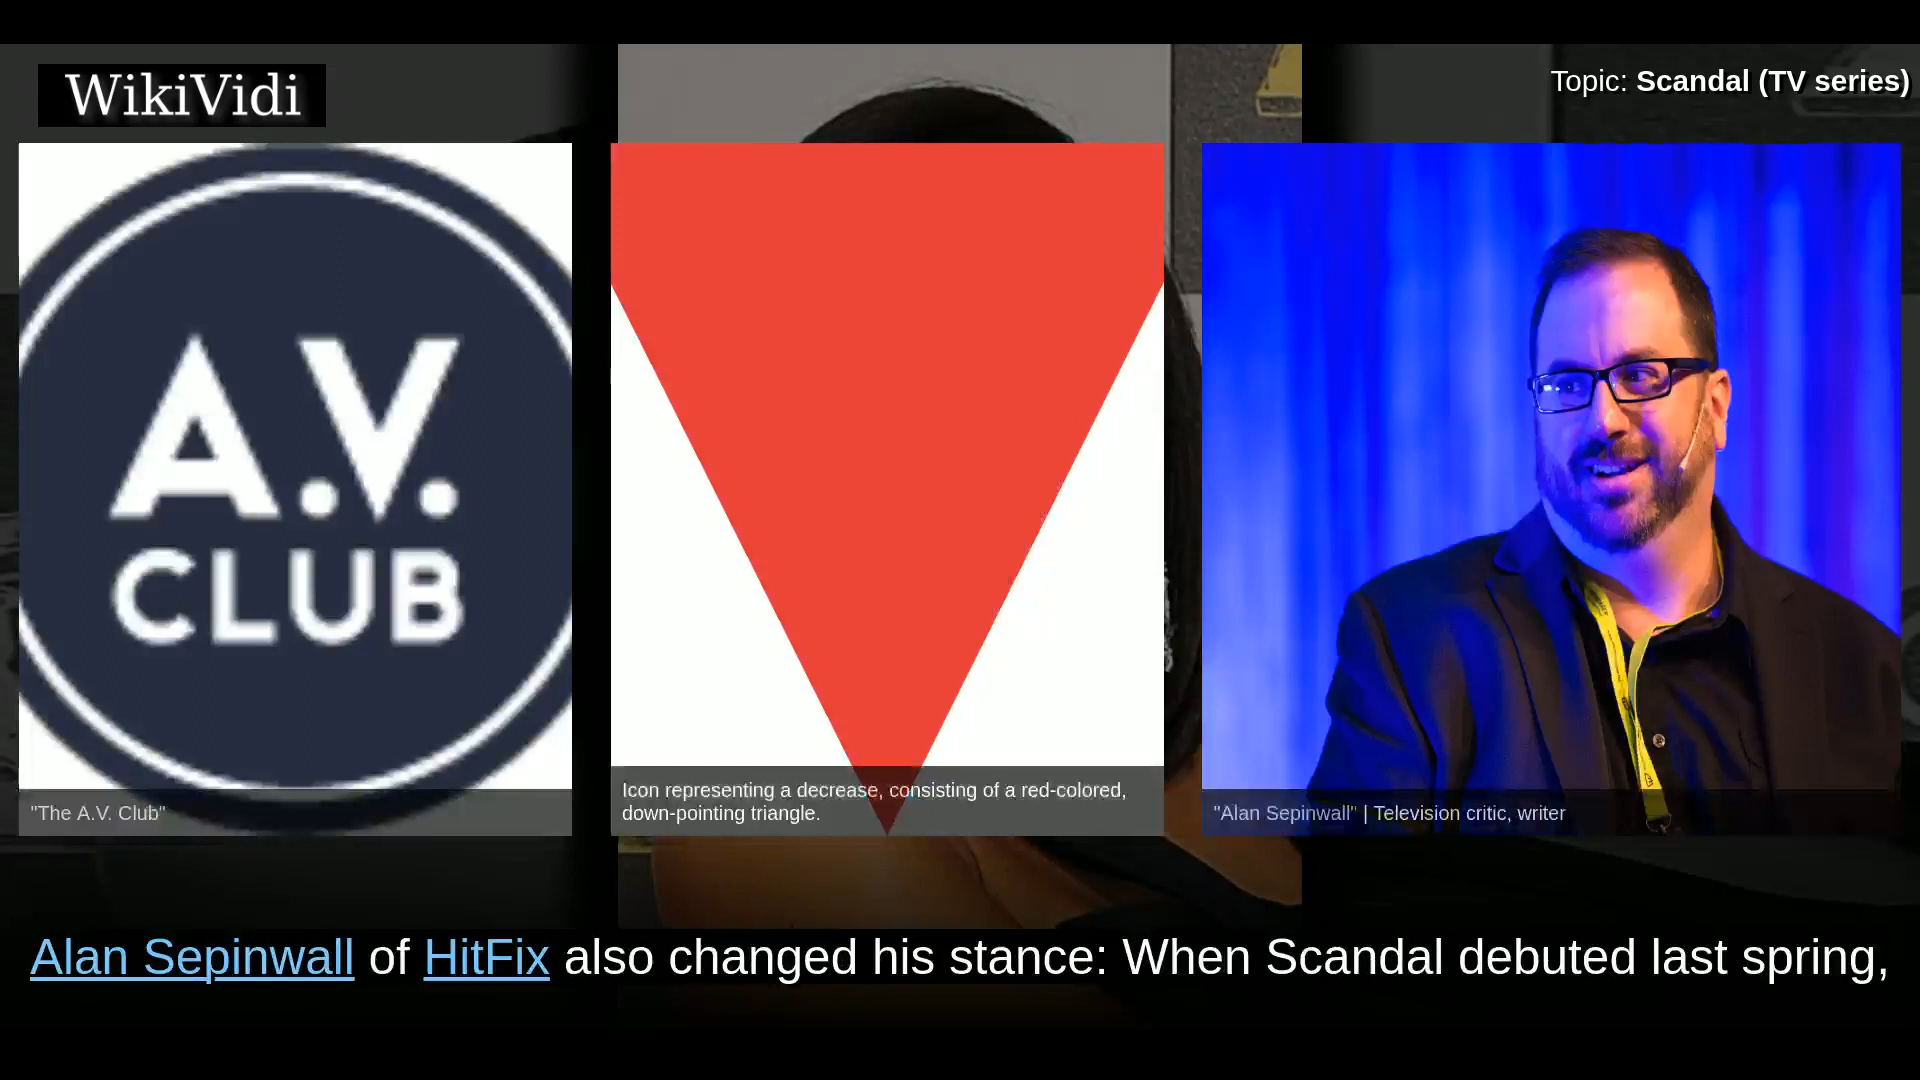 WikiVidi
Topic: Scandal (TV series)
A.V.
CLUB
"The A.V. Club"
Icon representing a decrease, consisting of a red-colored,
down-pointing triangle.
"Alan Sepinwall" | Television critic, writer
Alan Sepinwall of HitFix also changed his stance: When Scandal debuted last spring,